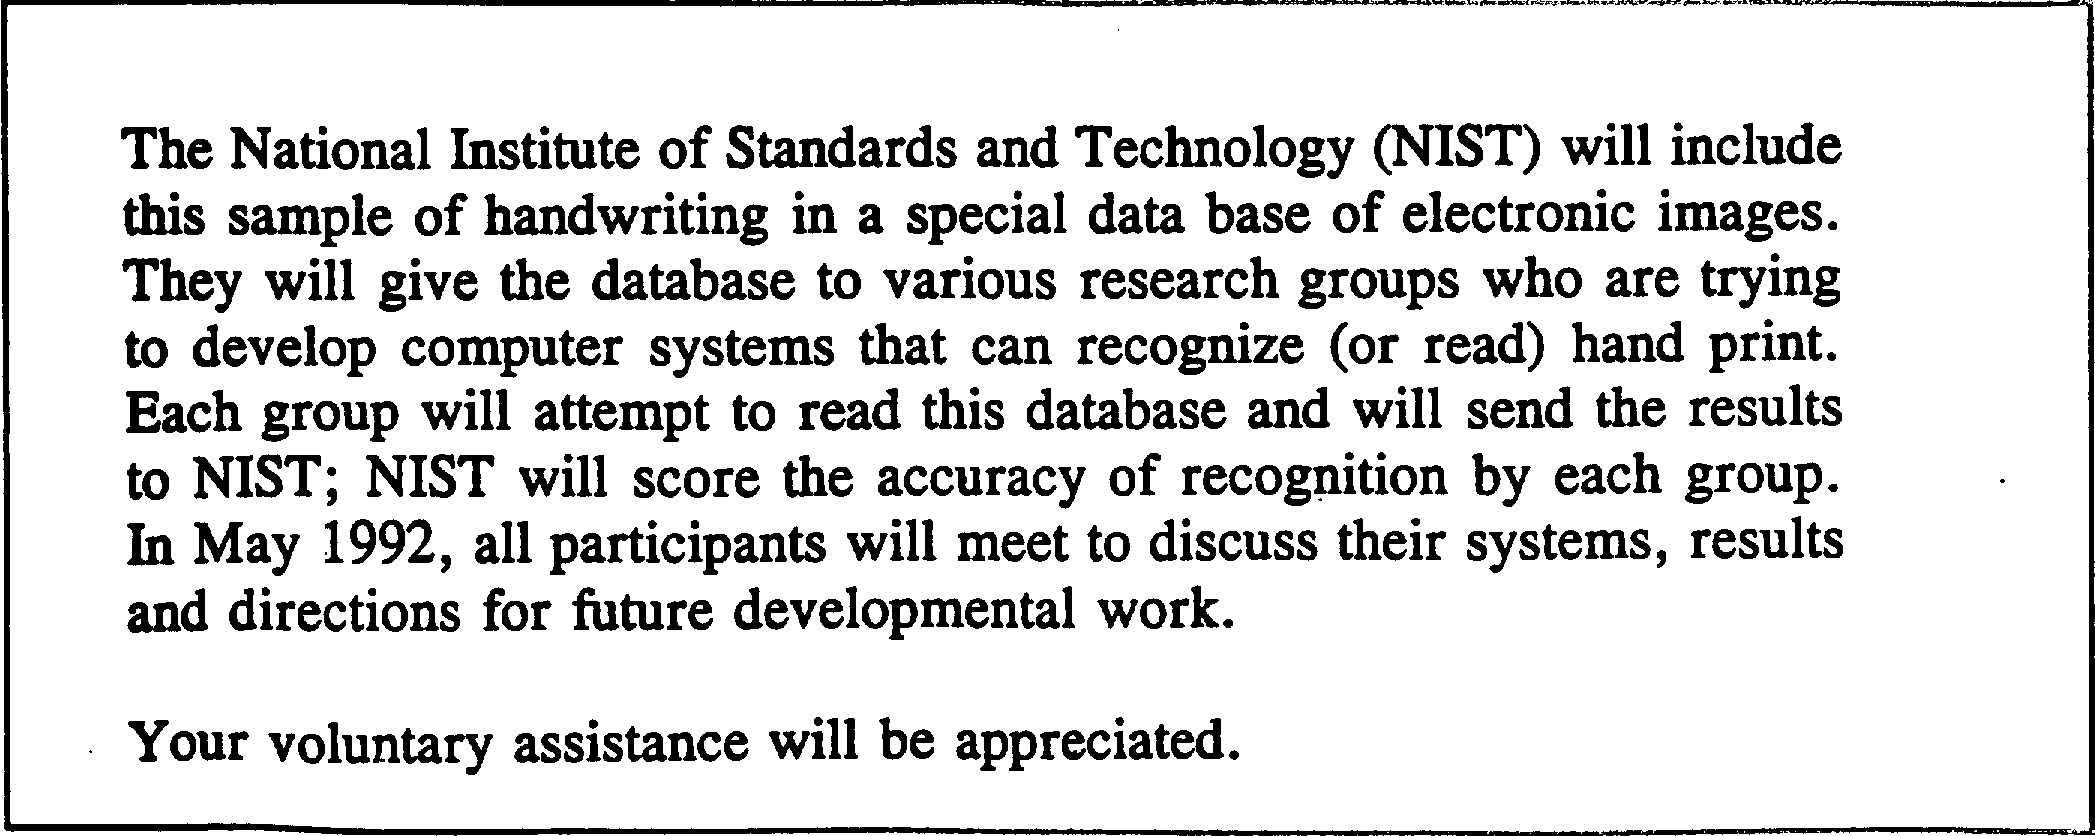 The National Institute of Standards and Technology (NIST) will include
this sample of handwriting in a special data base of electronic images.
They will give the database to various research groups who are trying
to develop computer systems that can recognize (or read) hand print.
Each group will attempt to read this database and will send the results
to NIST; NIST will score the accuracy of recognition by each group.
In May 1992, all participants will meet to discuss their systems, results
and directions for future developmental work.
Your voluntary assistance will be appreciated.